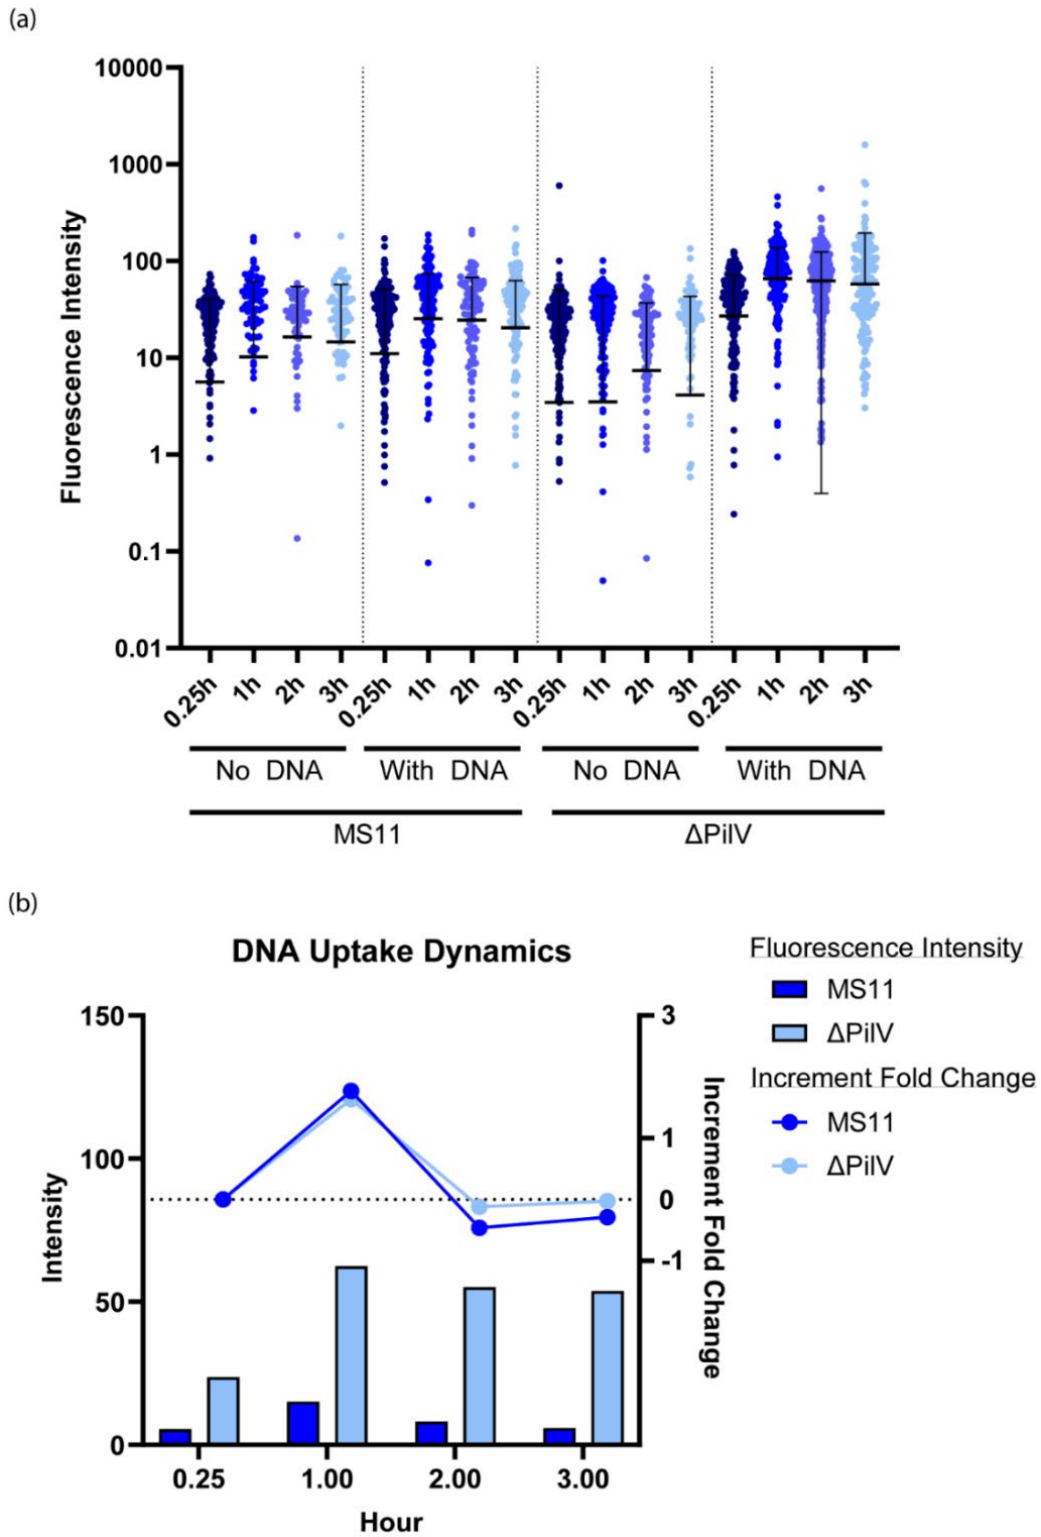 (a)
Fluorescence Intensity
10000
1000
100
10
1
0.1
0.01
0.25h 1h 2h 3h 0.25h 1h 2h 3h 0.25h 1h 2h 3h 0.25h 1h 2h 3h
No DNA With DNA No DNA With DNA
MS11 ΔPilV
(b)
DNA Uptake Dynamics
Intensity
150
100
50
0
3
1
0
-1
Increment Fold Change
0.25 1.00 2.00 3.00
Hour
Fluorescence Intensity
MS11
ΔPilV
Increment Fold Change
MS11
ΔPilV